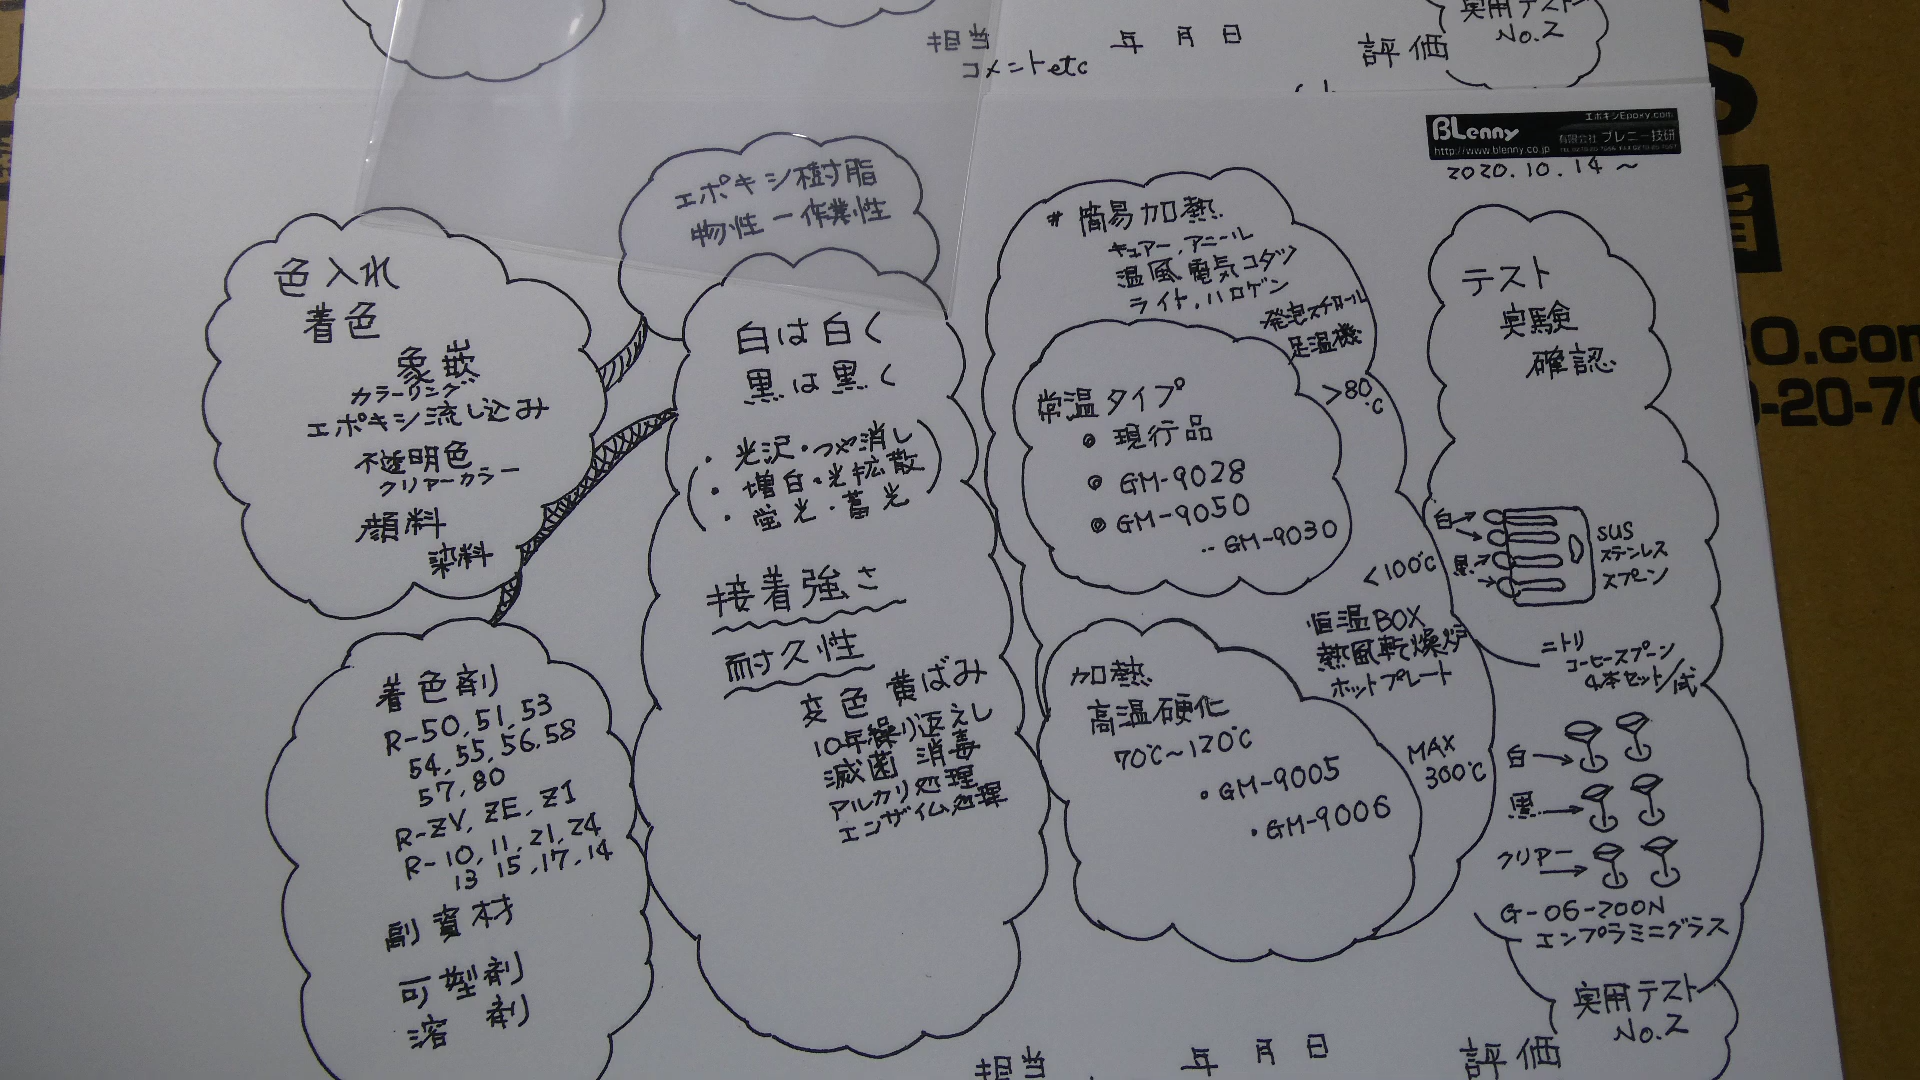 担当
年 月 日
コメントetc
評価
実用テスト
No.2
BLenny
エポキシEpoxy.com
有限会社 ブレニー技研
http://www.blenny.co.jp
2020.10.14～
エポキシ樹脂
物性ー作業性
色入れ
着色
象嵌
カラーリング
エポキシ流し込み
不透明色
クリアーカラー
顔料
染料
着色剤
R-50,51,53
54,55,56,58
57,80
R-ZV, ZE, ZI
R-10,11,21,24
13 15,17,14
副資材
可塑剤
溶 剤
白は白く
黒は黒く
・光沢・つや消し
・増白・光拡散
・蛍光・蓄光
接着強さ
耐久性
変色 黄ばみ
10年繰り返えし
滅菌 消毒
アルカリ処理
エンザイム処理
* 簡易加熱
キュアー,アニール
温風,電気コタツ
ライト,ハロゲン
発泡スチロール
足温機
>80℃
常温タイプ
◎ 現行品
◎ GM-9028
◎ GM-9050
‥GM-9030
<100℃
恒温BOX
熱風乾燥炉
ホットプレート
加熱
高温硬化
70℃～120℃
・GM-9005
・GM-9006
MAX
300℃
テスト
実験
確認
白
黒
SUS
ステンレス
スプーン
ニトリ
コーヒースプーン
4本セット/式
白
黒
クリアー
G-06-200N
エンプラミニグラス
実用テスト
No.2
担当
年 月 日
評価
O.com
0-20-70